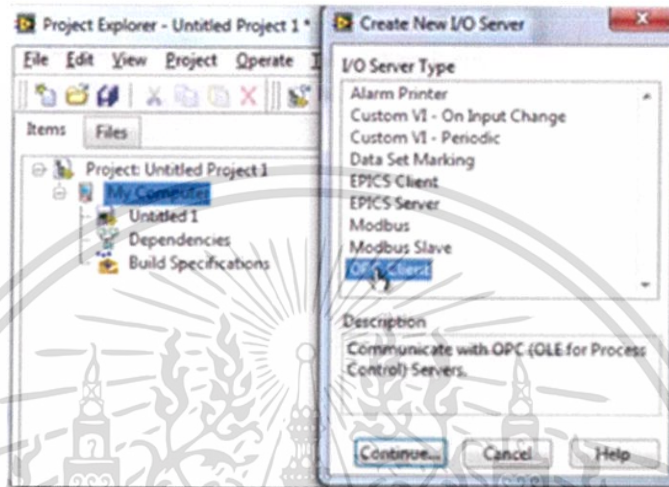 Project Explorer - Untitled Project 1 *
File Edit View Project Operate
Items Files
Project: Untitled Project 1
My Computer
Untitled 1
Dependencies
Build Specifications
Create New I/O Server
I/O Server Type
Alarm Printer
Custom VI - On Input Change
Custom VI - Periodic
Data Set Marking
EPICS Client
EPICS Server
Modbus
Modbus Slave
OPC Client
Description
Communicate with OPC (OLE for Process
Control) Servers.
Continue... Cancel Help